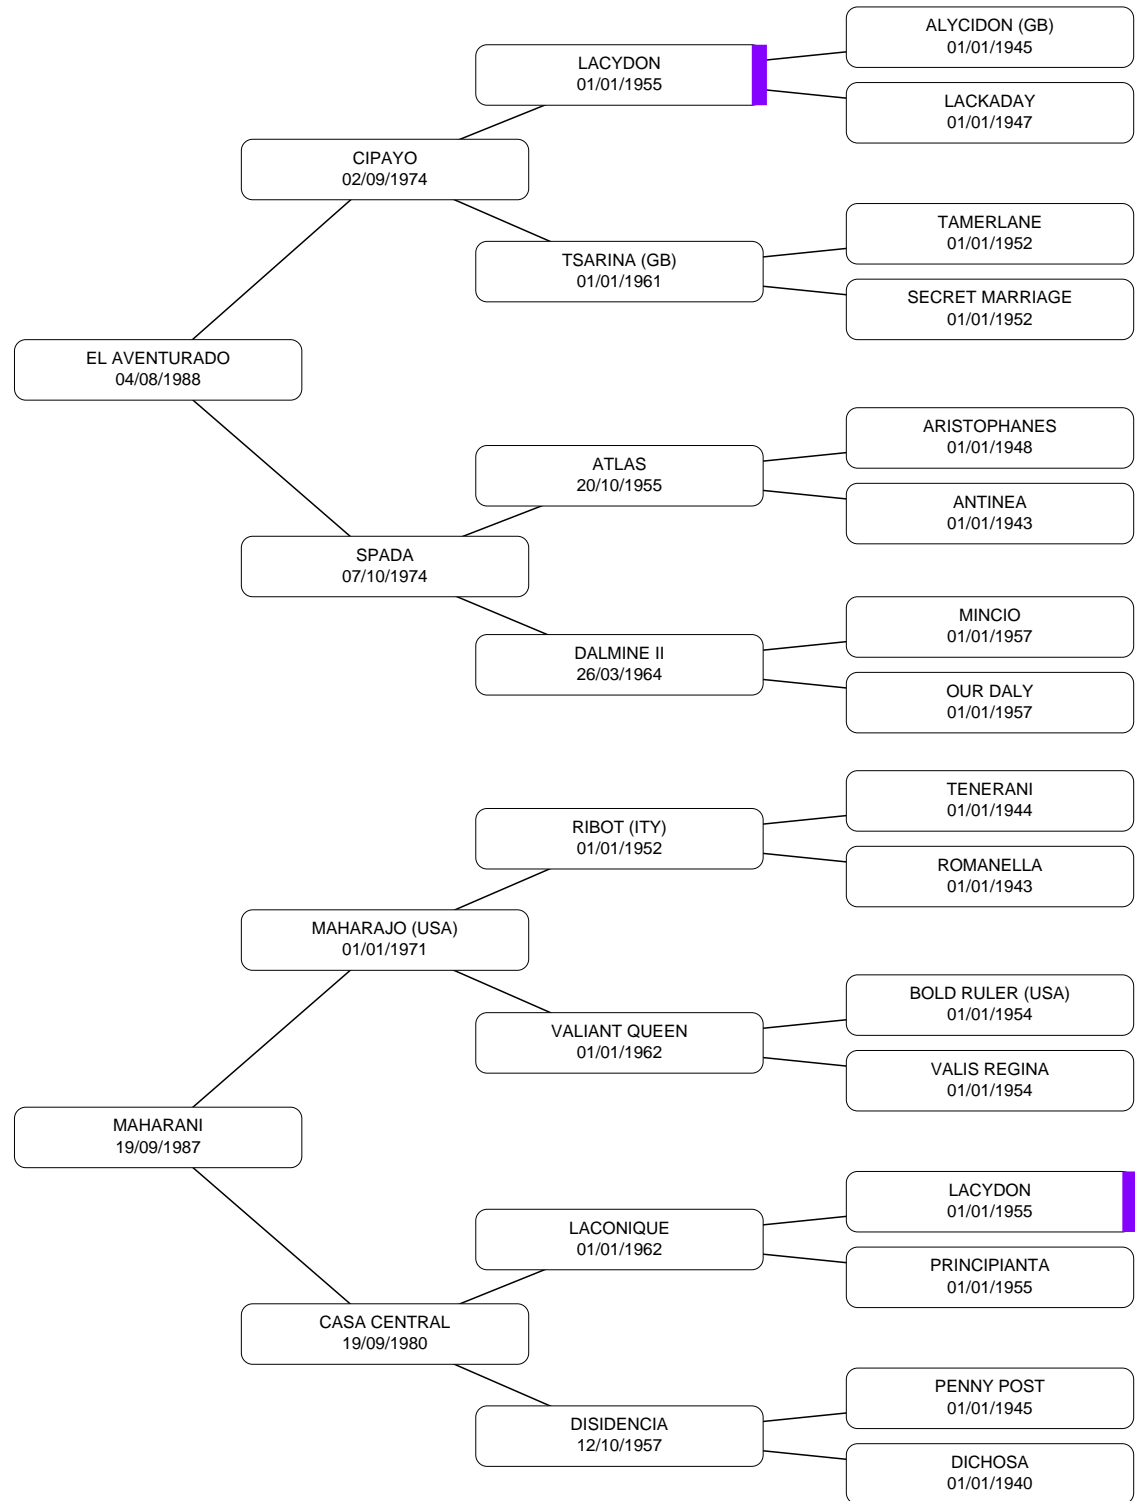 ALYCIDON (GB)
01/01/1945
LACYDON
01/01/1955
LACKADAY
01/01/1947
CIPAYO
02/09/1974
TAMERLANE
01/01/1952
TSARINA (GB)
01/01/1961
SECRET MARRIAGE
01/01/1952
EL AVENTURADO
04/08/1988
ARISTOPHANES
01/01/1948
ATLAS
20/10/1955
ANTINEA
01/01/1943
SPADA
07/10/1974
MINCIO
01/01/1957
DALMINE II
26/03/1964
OUR DALY
01/01/1957
TENERANI
01/01/1944
RIBOT (ITY)
01/01/1952
ROMANELLA
01/01/1943
MAHARAJO (USA)
01/01/1971
BOLD RULER (USA)
01/01/1954
VALIANT QUEEN
01/01/1962
VALIS REGINA
01/01/1954
MAHARANI
19/09/1987
LACYDON
01/01/1955
LACONIQUE
01/01/1962
PRINCIPIANTA
01/01/1955
CASA CENTRAL
19/09/1980
PENNY POST
01/01/1945
DISIDENCIA
12/10/1957
DICHOSA
01/01/1940